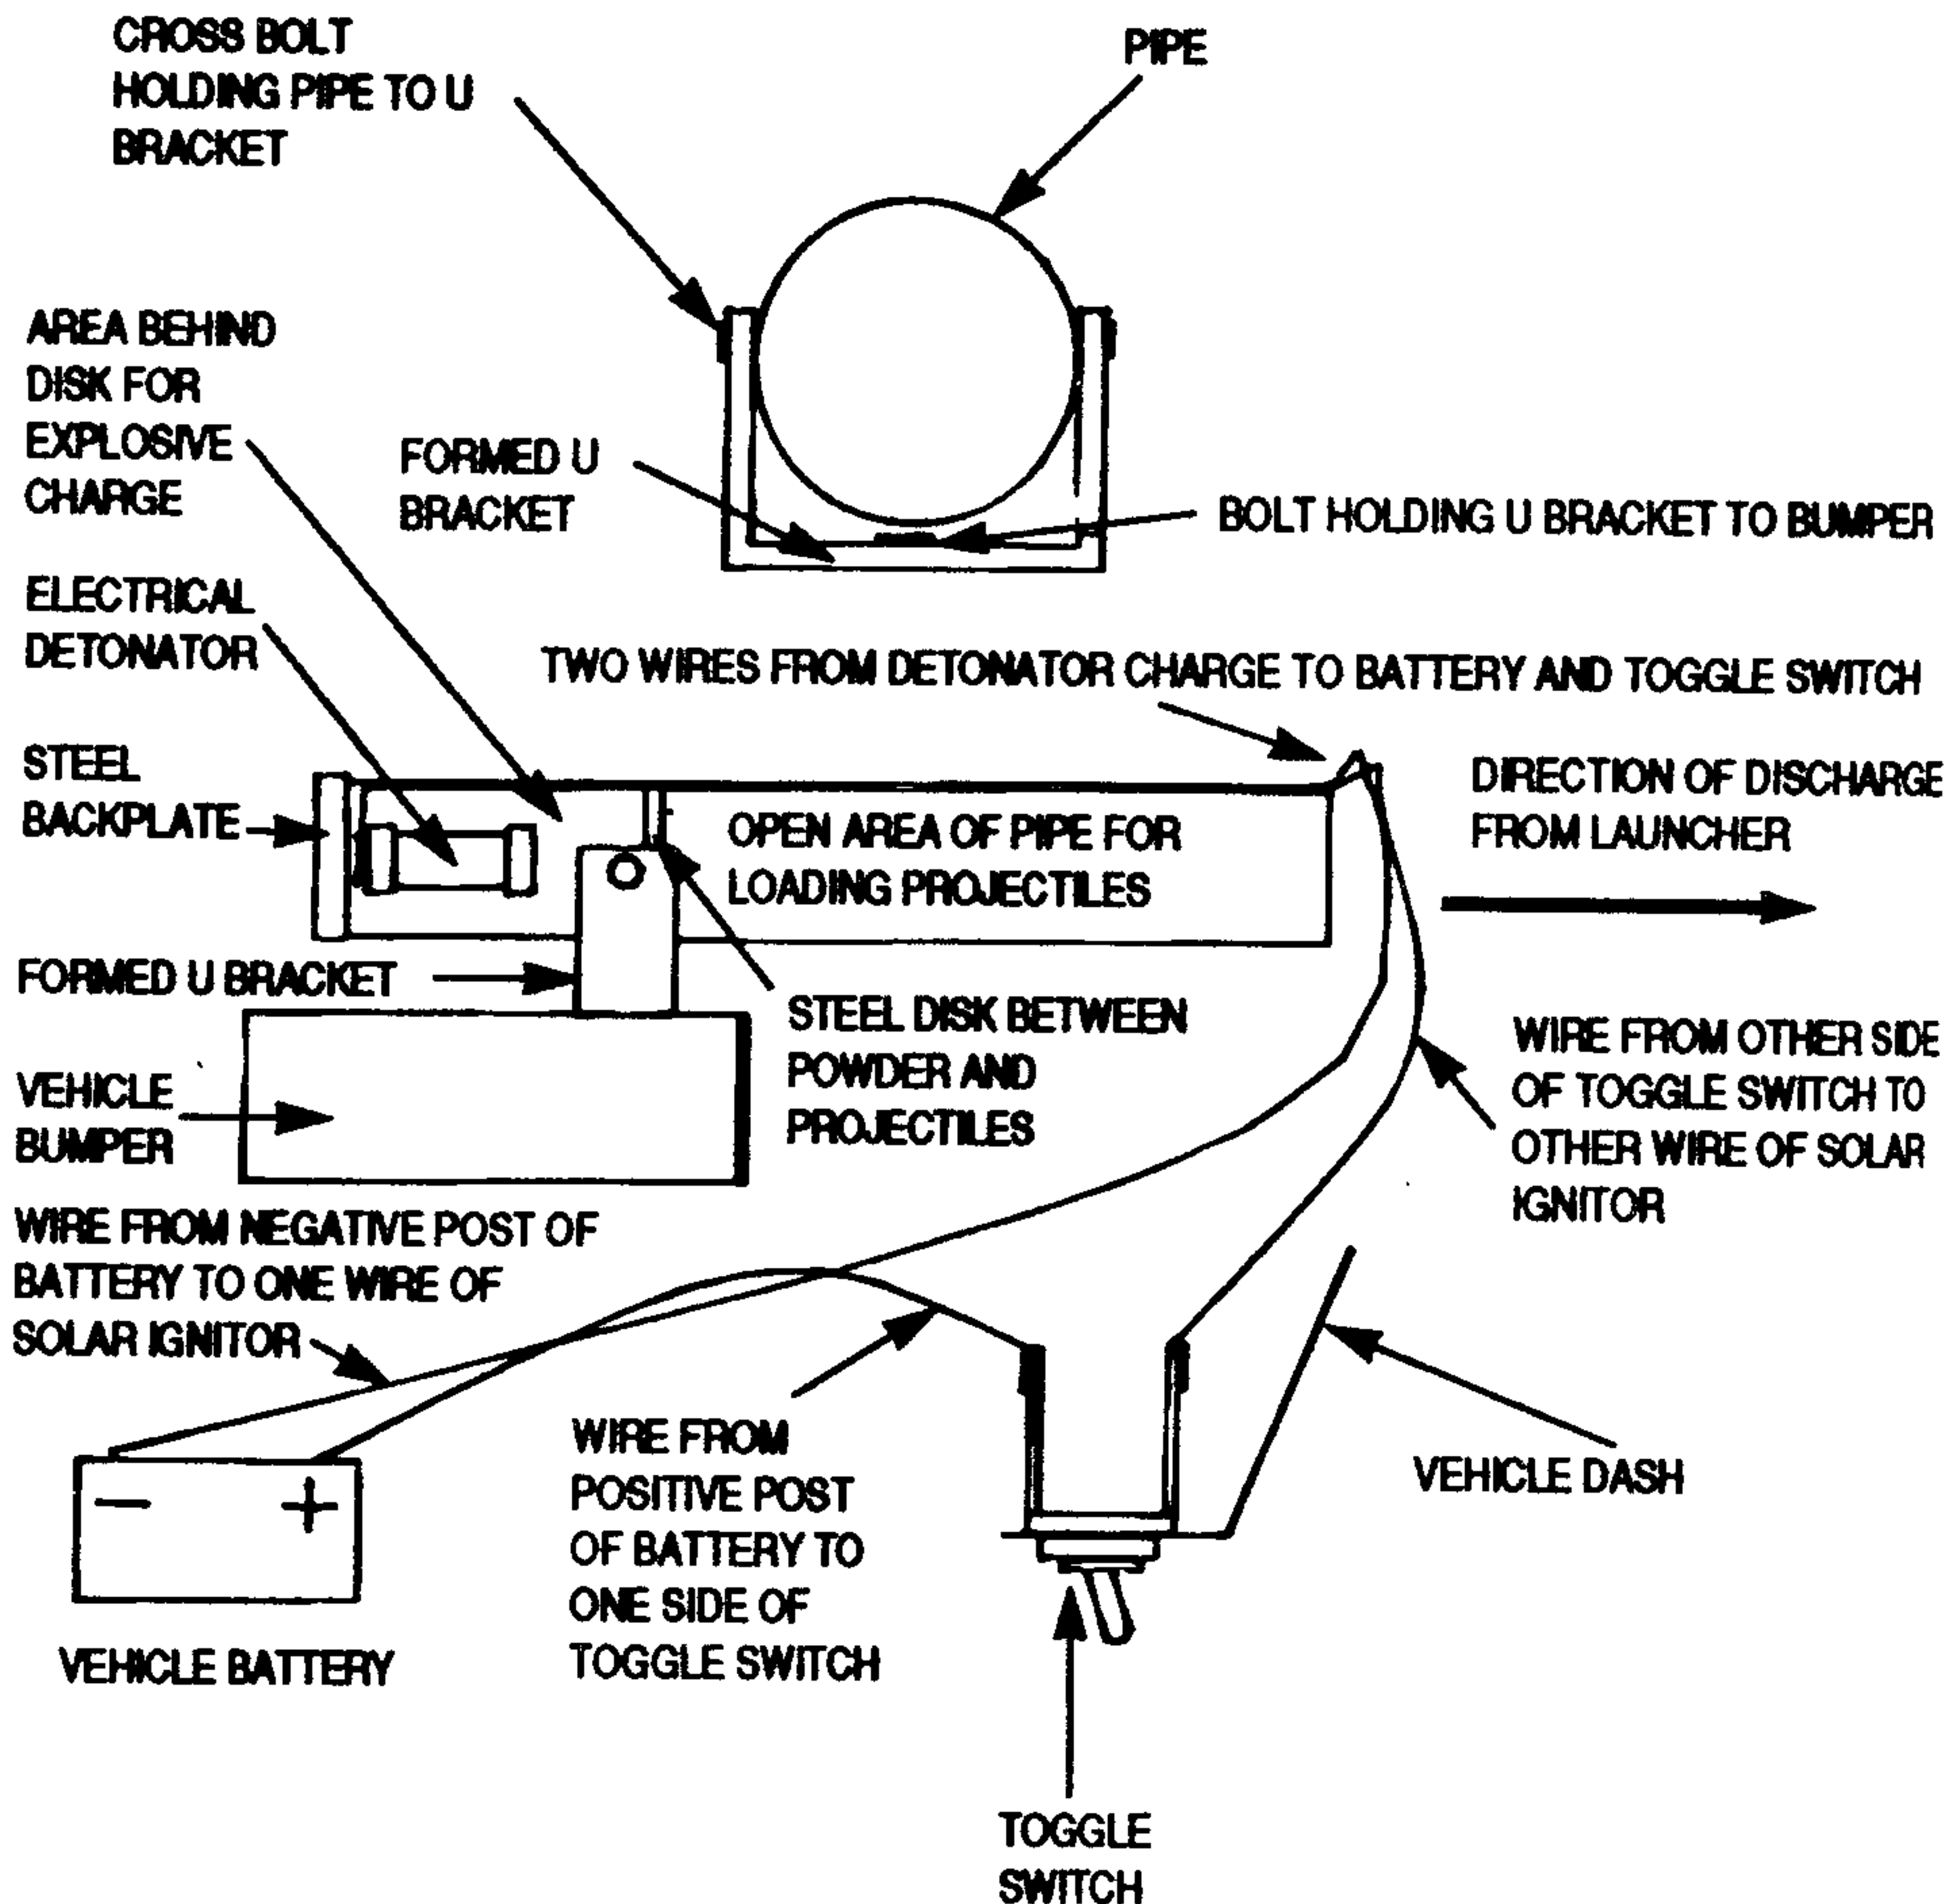 CROSS BOLT
HOLDING PIPE TO U
BRACKET
PIPE
AREA BEHIND
DISK FOR
EXPLOSIVE
CHARGE
FORMED U
BRACKET
BOLT HOLDING U BRACKET TO BUMPER
ELECTRICAL
DETONATOR
TWO WIRES FROM DETONATOR CHARGE TO BATTERY AND TOGGLE SWITCH
STEEL
BACKPLATE
OPEN AREA OF PIPE FOR
LOADING PROJECTILES
DIRECTION OF DISCHARGE
FROM LAUNCHER
FORMED U BRACKET
STEEL DISK BETWEEN
POWDER AND
PROJECTILES
WIRE FROM OTHER SIDE
OF TOGGLE SWITCH TO
OTHER WIRE OF SOLAR
IGNITOR
VEHICLE
BUMPER
WIRE FROM NEGATIVE POST OF
BATTERY TO ONE WIRE OF
SOLAR IGNITOR
WIRE FROM
POSITIVE POST
OF BATTERY TO
ONE SIDE OF
TOGGLE SWITCH
VEHICLE DASH
− +
VEHICLE BATTERY
TOGGLE
SWITCH